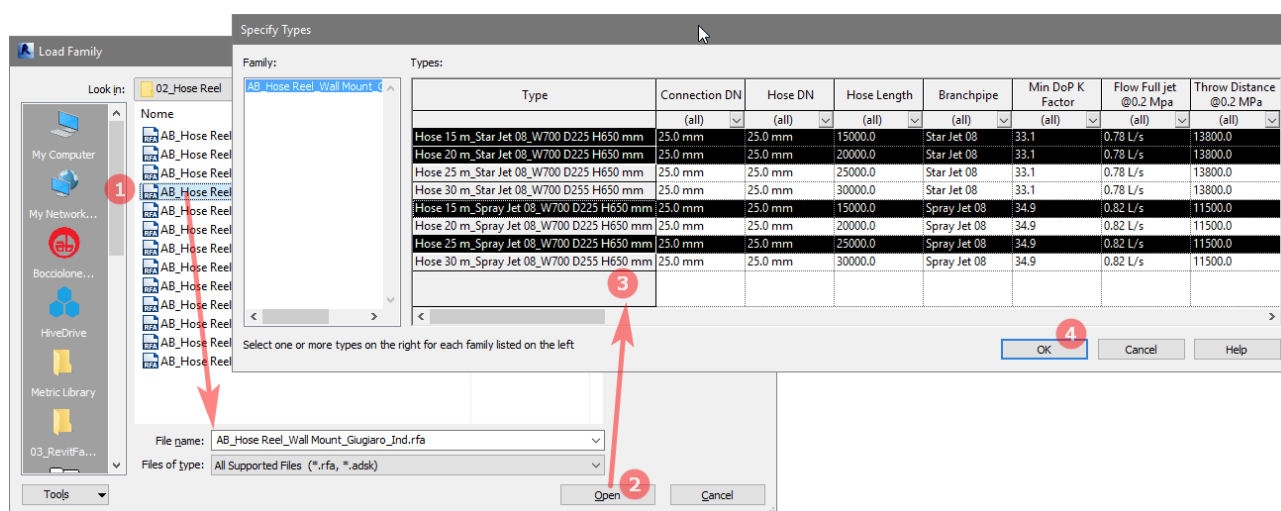 Specify Types
Load Family
Family:
Types:
Look in:
02_Hose Reel
AB_Hose Reel_Wall Mount_G
Type
Connection DN
Hose DN
Hose Length
Branchpipe
Min DoP K Factor
Flow Full jet @0.2 Mpa
Throw Distance @0.2 MPa
(all) (all) (all) (all) (all) (all) (all)
Nome
Hose 15 m_Star Jet 08_W700 D225 H650 mm 25.0 mm 25.0 mm 15000.0 Star Jet 08 33.1 0.78 L/s 13800.0
Hose 20 m_Star Jet 08_W700 D225 H650 mm 25.0 mm 25.0 mm 20000.0 Star Jet 08 33.1 0.78 L/s 13800.0
Hose 25 m_Star Jet 08_W700 D225 H650 mm 25.0 mm 25.0 mm 25000.0 Star Jet 08 33.1 0.78 L/s 13800.0
Hose 30 m_Star Jet 08_W700 D255 H650 mm 25.0 mm 25.0 mm 30000.0 Star Jet 08 33.1 0.78 L/s 13800.0
Hose 15 m_Spray Jet 08_W700 D225 H650 mm 25.0 mm 25.0 mm 15000.0 Spray Jet 08 34.9 0.82 L/s 11500.0
Hose 20 m_Spray Jet 08_W700 D225 H650 mm 25.0 mm 25.0 mm 20000.0 Spray Jet 08 34.9 0.82 L/s 11500.0
Hose 25 m_Spray Jet 08_W700 D225 H650 mm 25.0 mm 25.0 mm 25000.0 Spray Jet 08 34.9 0.82 L/s 11500.0
Hose 30 m_Spray Jet 08_W700 D255 H650 mm 25.0 mm 25.0 mm 30000.0 Spray Jet 08 34.9 0.82 L/s 11500.0
AB_Hose Reel
AB_Hose Reel
AB_Hose Reel
AB_Hose Reel
AB_Hose Reel
AB_Hose Reel
AB_Hose Reel
AB_Hose Reel
AB_Hose Reel
AB_Hose Reel
AB_Hose Reel
AB_Hose Reel
AB_Hose Reel
My Computer
My Network...
Bocciolone...
HiveDrive
Metric Library
03_RevitFa...
1
3
4
Select one or more types on the right for each family listed on the left
OK
Cancel
Help
File name:
AB_Hose Reel_Wall Mount_Giugiaro_Ind.rfa
Files of type:
All Supported Files (*.rfa, *.adsk)
Tools
Open
2
Cancel